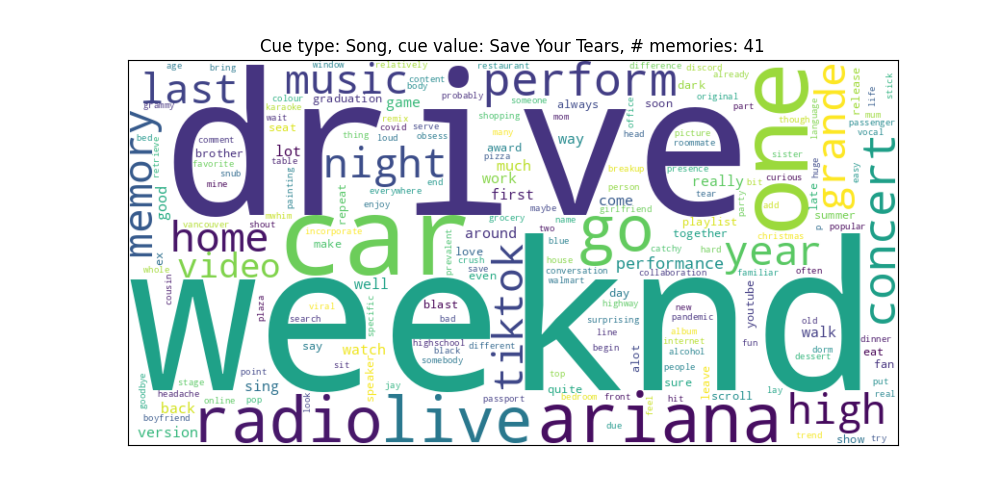 Cue type: Song, cue value: Save Your Tears, # memories: 41
age bring window relatively restaurant difference discord already
last music content body perform dark grande release stick
grammy colour graduation game probably someone always soon original part one life
karaoke wait seat remix covid serve obsess shopping mom way office language mum passenger vocal
memory bed retrieve comment brother favorite snub mine lot table thing loud drive many award pizza head picture roommate though
good painting night everywhere end much work first breakup presence really sister curious huge easy
enjoy repeat maybe come person tear bit party late
vancouver mwhim shout grocery name girlfriend playlist add summer p popular
home incorporate car around two go together christmas concert
ex make prevalent love blue catchy hard year
whole video crush save even house conversation performance familiar often
cousin well tiktok walmart collaboration
plaza viral specific blast day highway new youtube old
search bad surprising pandemic walk
weeknd say highschool different line album fun dinner
watch black somebody begin alot internet dorm eat
point sit speaker top people alcohol dessert fan
goodbye stage headache sing jay passport quite sure leave scroll lay put real
back online pop look bedroom front hit
boyfriend radio live ariana feel high
version due trend show try